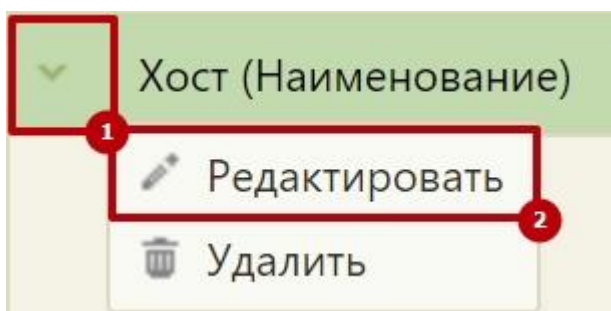 Хост (Наименование)
1
Редактировать
2
Удалить